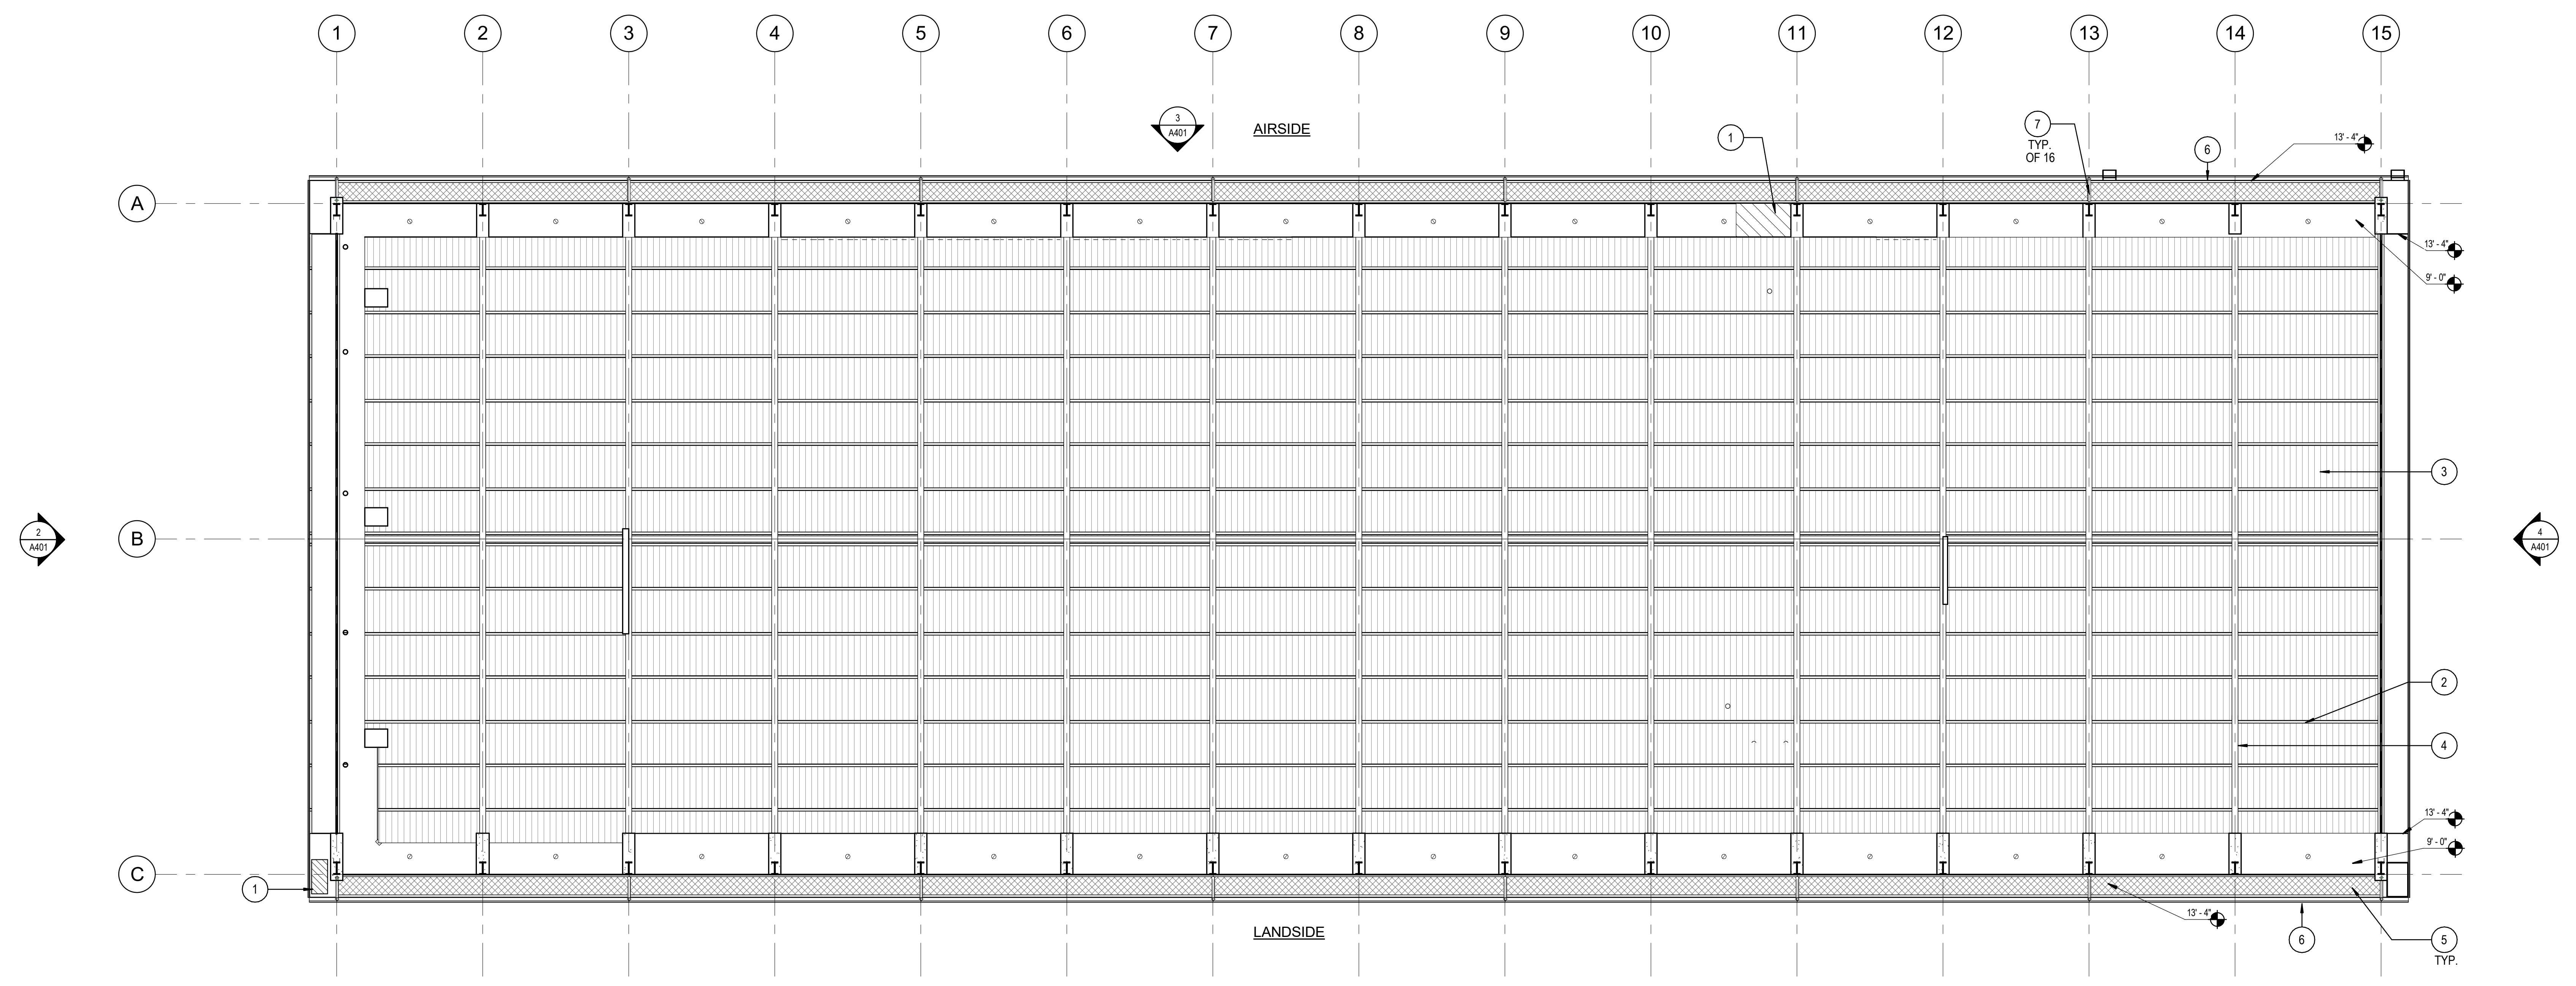 1 2 3 4 5 6 7 8 9 10 11 12 13 14 15
3
A401
AIRSIDE
1
7
TYP.
OF 16
6
13' - 4"
A
13' - 4"
9' - 0"
3
2
A401
B
4
A401
2
4
13' - 4"
9' - 0"
C
1
13' - 4"
LANDSIDE
6
5
TYP.